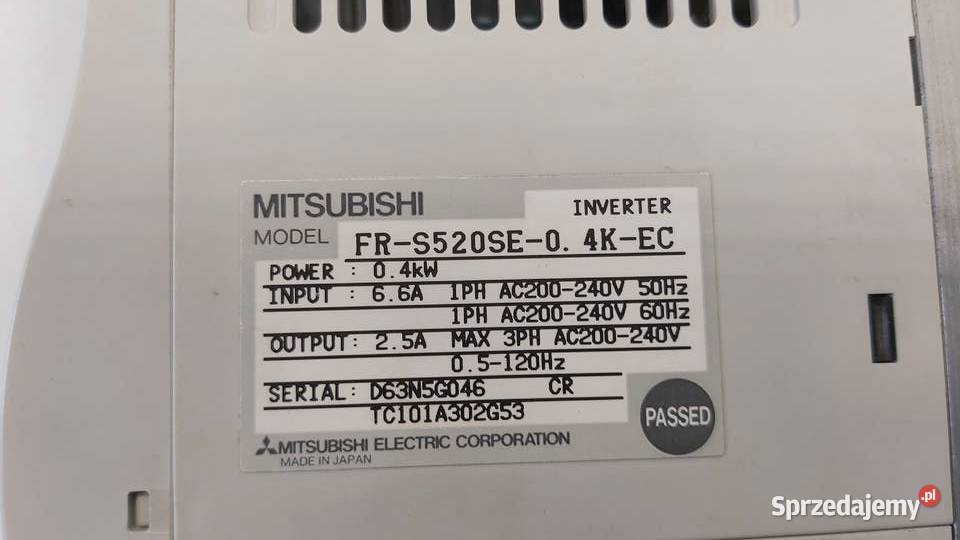 MITSUBISHI INVERTER
MODEL FR-S520SE-0.4K-EC
POWER : 0.4kW
INPUT : 6.6A 1PH AC200-240V 50Hz
1PH AC200-240V 60Hz
OUTPUT: 2.5A MAX 3PH AC200-240V
0.5-120Hz
SERIAL: D63N5G046 CR
TC101A302G53
PASSED
MITSUBISHI ELECTRIC CORPORATION
MADE IN JAPAN
Sprzedajemy.pl